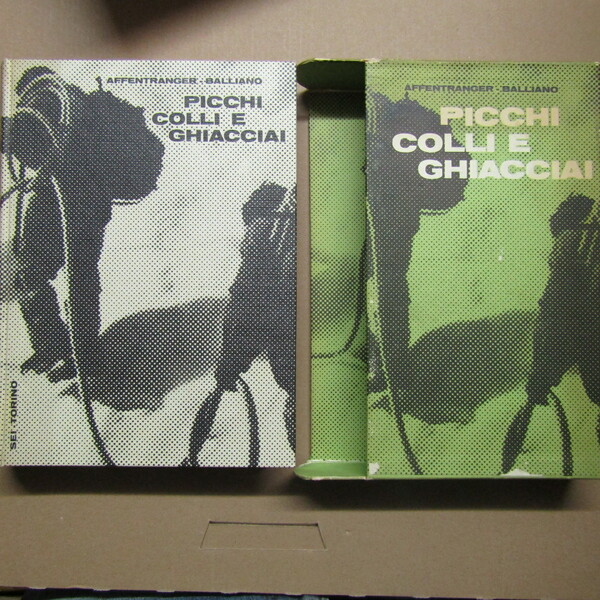 AFFENTRANGER - BALLIANO
PICCHI
COLLI E
GHIACCIAI
SEI - TORINO
AFFENTRANGER - BALLIANO
PICCHI
COLLI E
GHIACCIAI